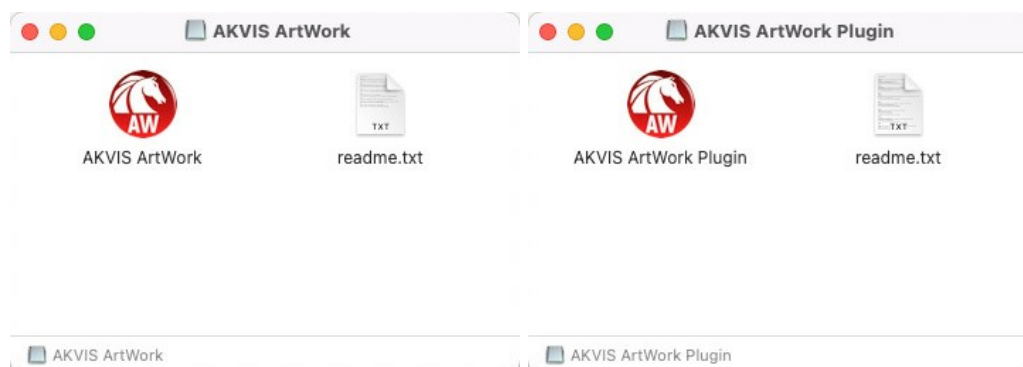 AKVIS ArtWork
AW
TXT
AKVIS ArtWork
readme.txt
AKVIS ArtWork
AKVIS ArtWork Plugin
AW
TXT
AKVIS ArtWork Plugin
readme.txt
AKVIS ArtWork Plugin